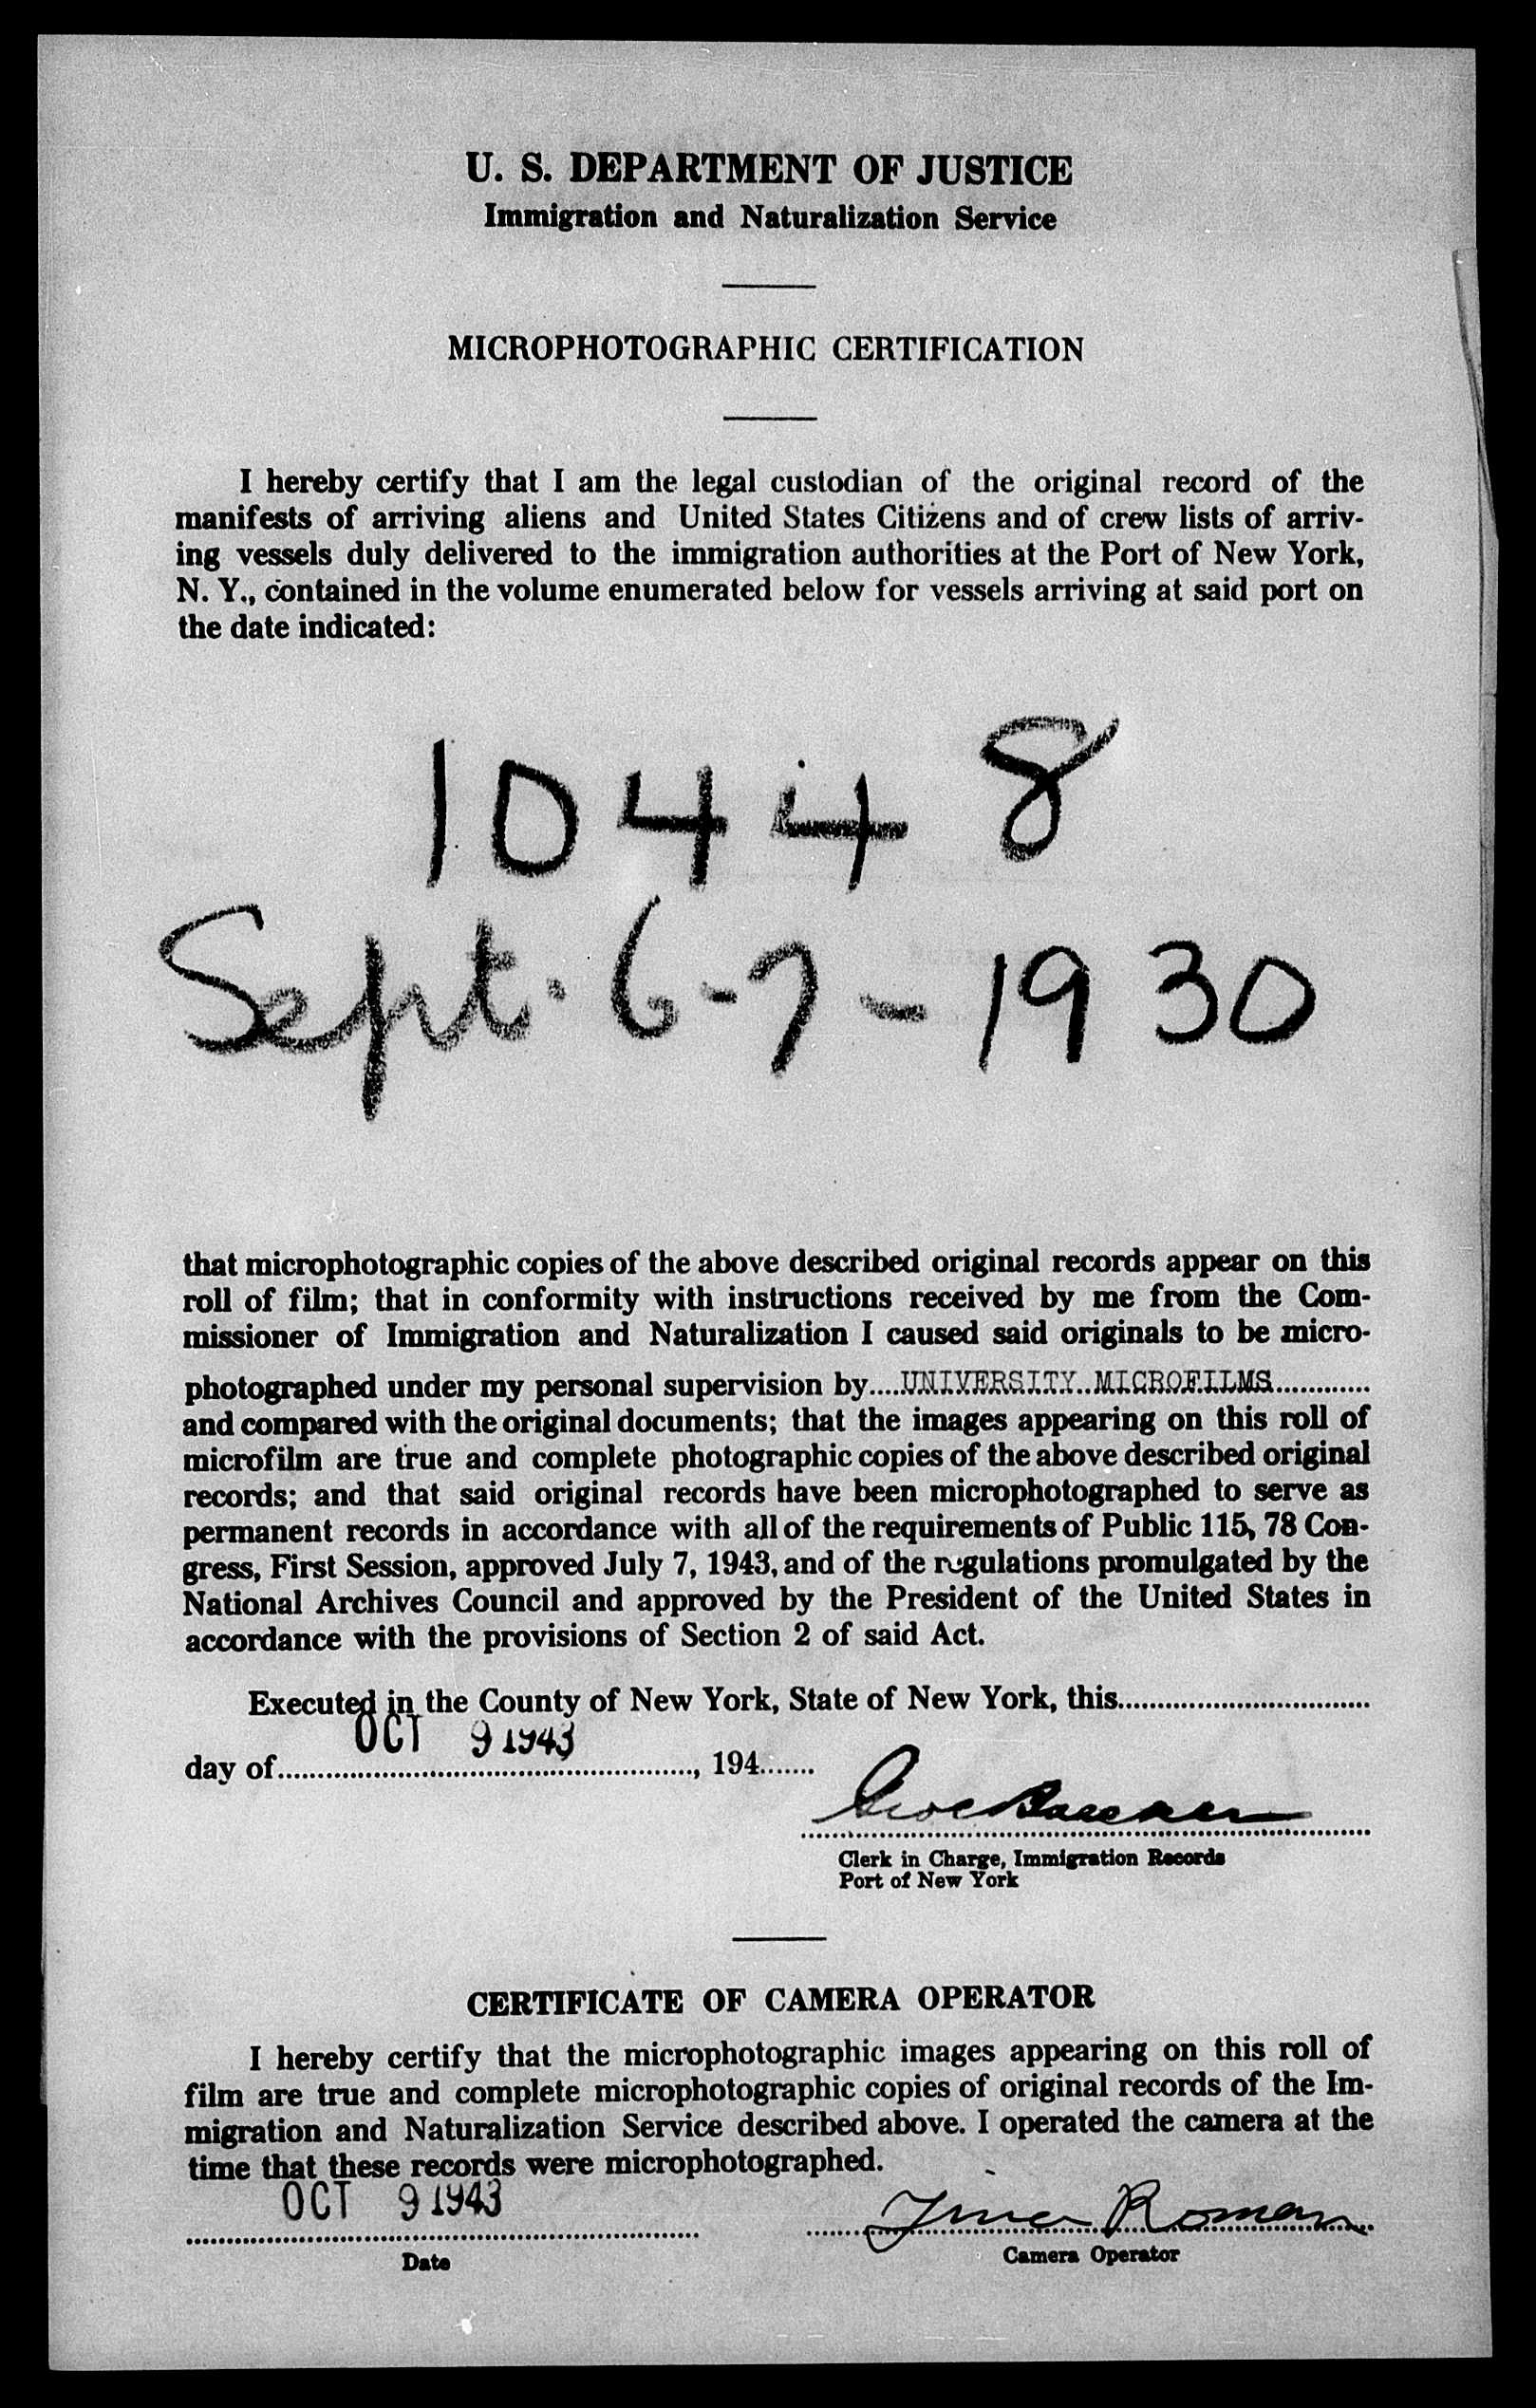 U. S. DEPARTMENT OF JUSTICE
Immigration and Naturalization Service
MICROPHOTOGRAPHIC CERTIFICATION
I hereby certify that I am the legal custodian of the original record of the
manifests of arriving aliens and United States Citizens and of crew lists of arriv-
ing vessels duly delivered to the immigration authorities at the Port of New York,
N. Y., contained in the volume enumerated below for vessels arriving at said port on
the date indicated:
10448
Sept. 6-7-1930
that microphotographic copies of the above described original records appear on this
roll of film; that in conformity with instructions received by me from the Com-
missioner of Immigration and Naturalization I caused said originals to be micro-
photographed under my personal supervision by....UNIVERSITY MICROFILMS.............
and compared with the original documents; that the images appearing on this roll of
microfilm are true and complete photographic copies of the above described original
records; and that said original records have been microphotographed to serve as
permanent records in accordance with all of the requirements of Public 115, 78 Con-
gress, First Session, approved July 7, 1943, and of the regulations promulgated by the
National Archives Council and approved by the President of the United States in
accordance with the provisions of Section 2 of said Act.
Executed in the County of New York, State of New York, this...............................
OCT 9 1943
day of..................................................., 194.......
Clerk in Charge, Immigration Records
Port of New York
CERTIFICATE OF CAMERA OPERATOR
I hereby certify that the microphotographic images appearing on this roll of
film are true and complete microphotographic copies of original records of the Im-
migration and Naturalization Service described above. I operated the camera at the
time that these records were microphotographed.
OCT 9 1943
Roman
Date
Camera Operator